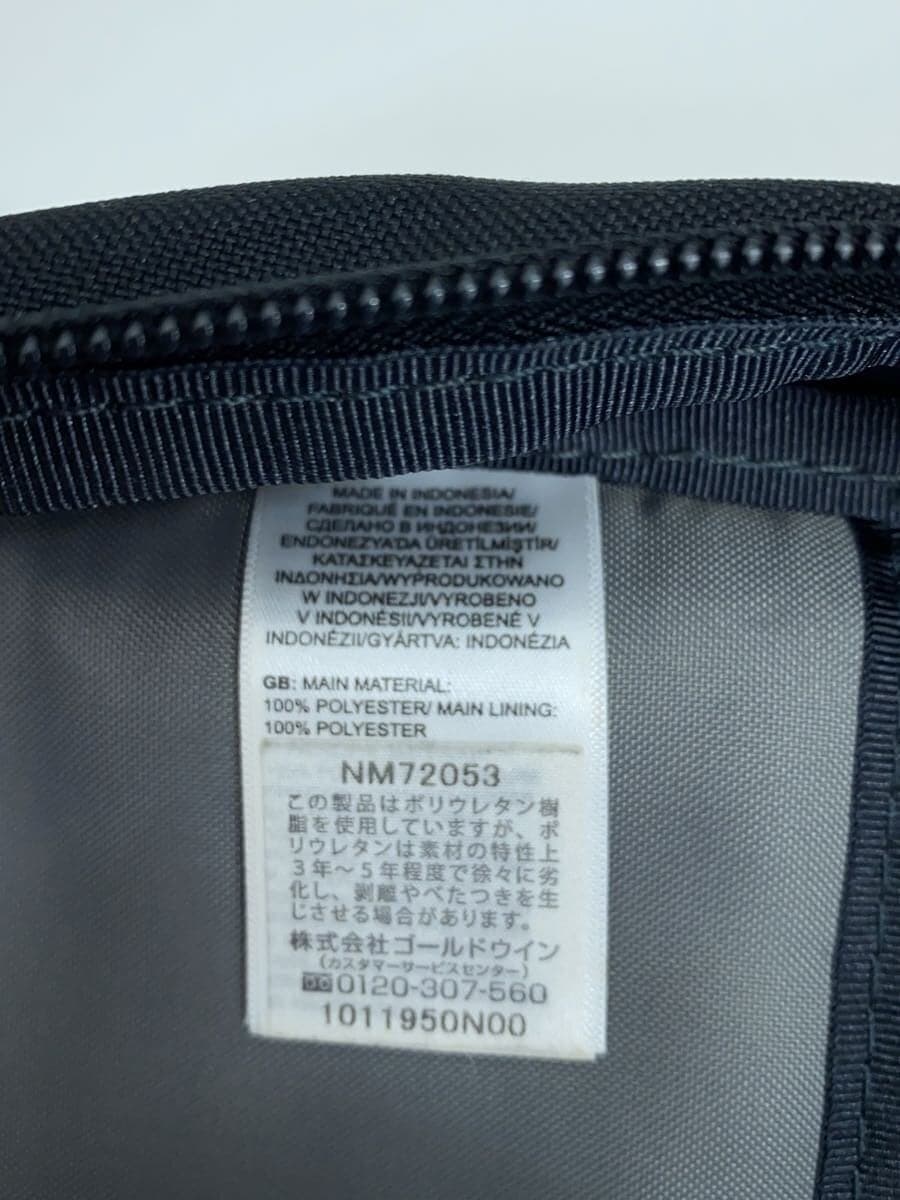 MADE IN INDONESIA/
FABRIQUÉ EN INDONESIE/
СДЕЛАНО В ИНДОНЕЗИИ/
ENDONEZYA'DA ÜRETİLMİŞTİR/
ΚΑΤΑΣΚΕΥΑΖΕΤΑΙ ΣΤΗΝ
ΙΝΔΟΝΗΣΙΑ/WYPRODUKOWANO
W INDONEZJI/VYROBENO
V INDONÉSII/VYROBENÉ V
INDONÉZII/GYÁRTVA: INDONÉZIA
GB: MAIN MATERIAL:
100% POLYESTER/ MAIN LINING:
100% POLYESTER
NM72053
この製品はポリウレタン樹
脂を使用していますが、ポ
リウレタンは素材の特性上
3年～5年程度で徐々に劣
化し、剥離やべたつきを生
じさせる場合があります。
株式会社ゴールドウイン
(カスタマーサービスセンター)
0120-307-560
1011950N00